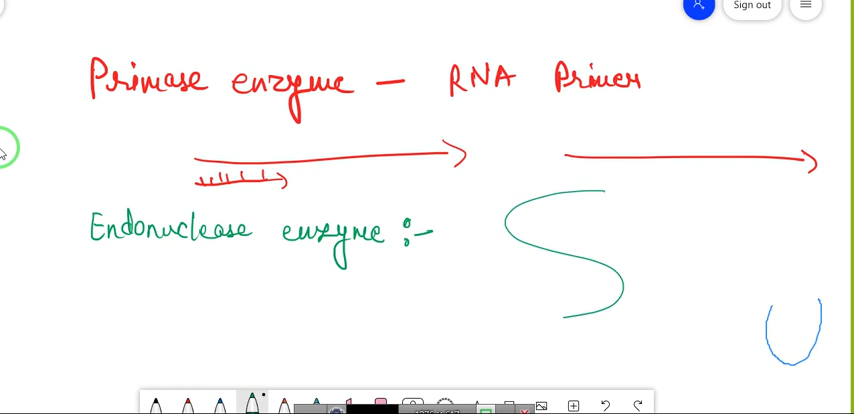 Sign out
Primase enzyme – RNA Primer
Endonuclease enzyme :-